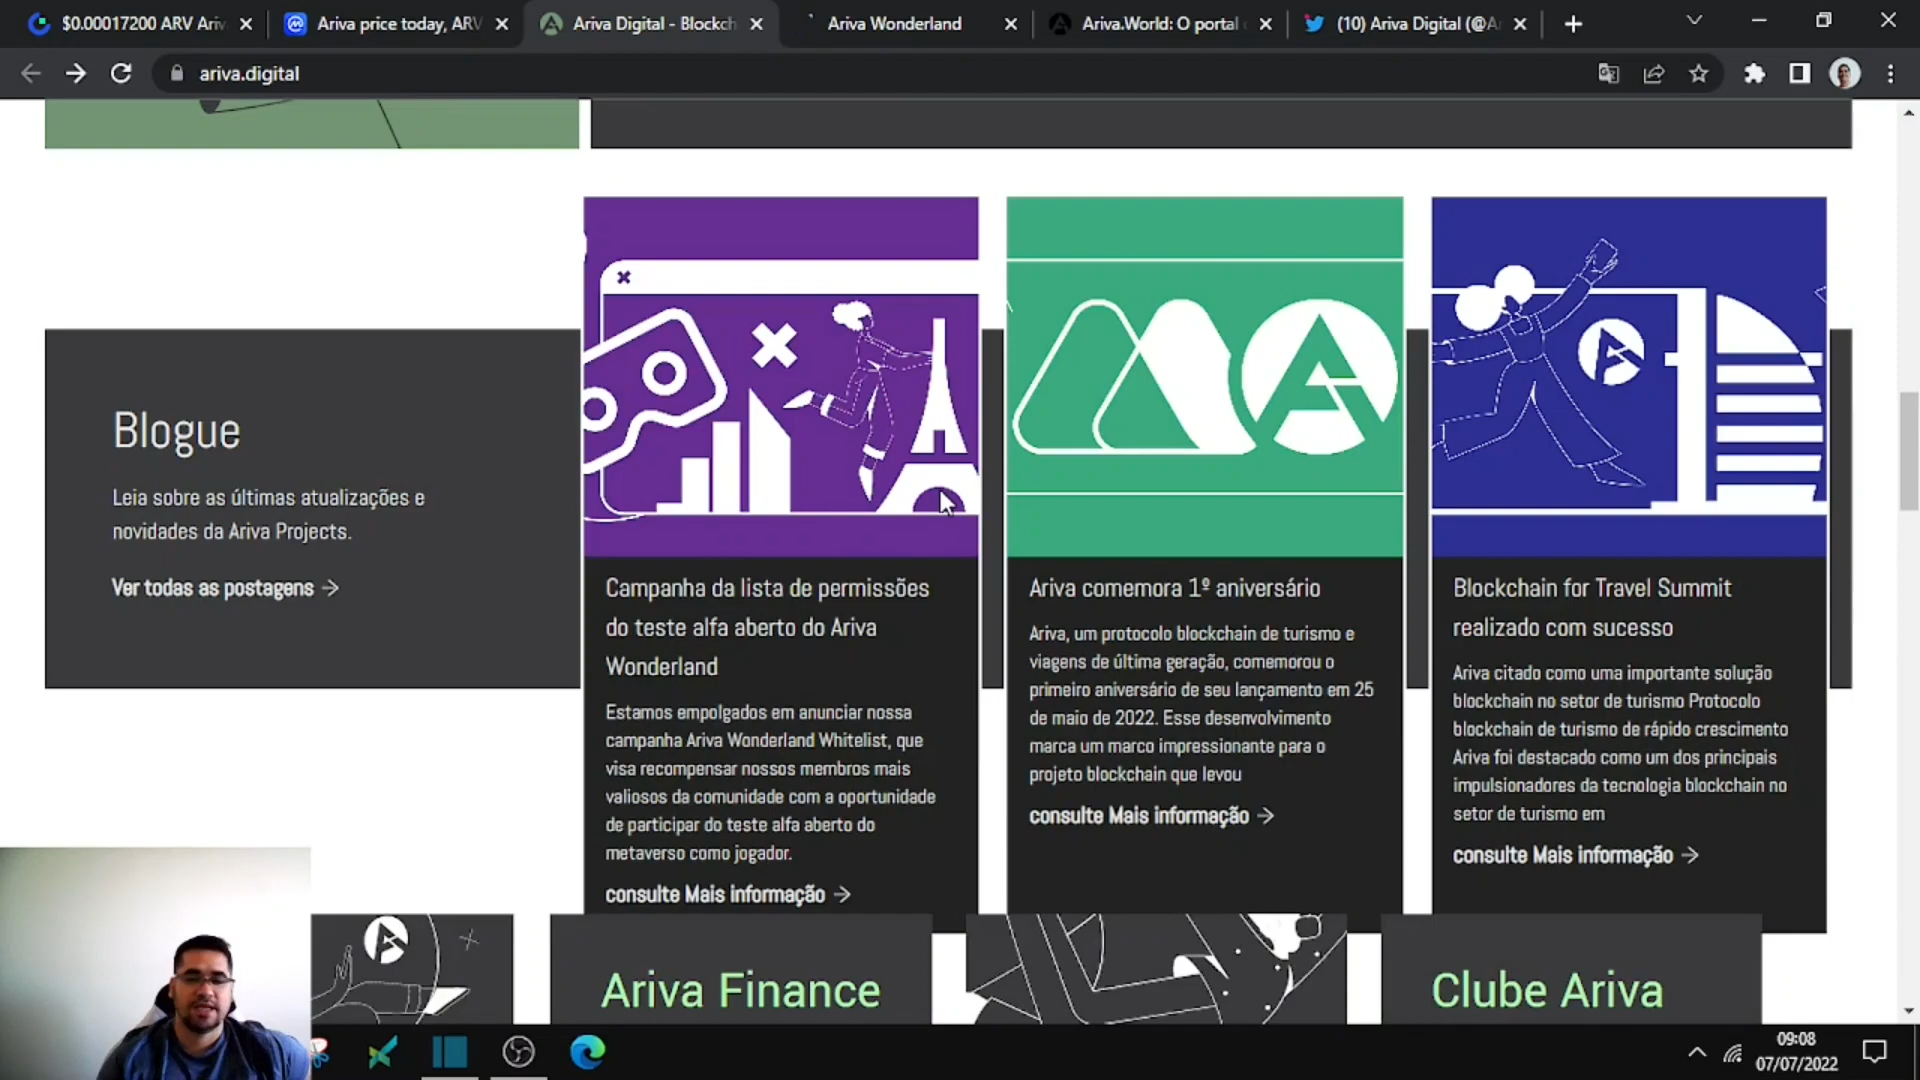 $0.00017200 ARV Ariv
Ariva price today, ARV
Ariva Digital - Blockch
Ariva Wonderland
Ariva.World: O portal
(10) Ariva Digital (@A
ariva.digital
Blogue
Leia sobre as últimas atualizações e
novidades da Ariva Projects.
Ver todas as postagens →
Campanha da lista de permissões
do teste alfa aberto do Ariva
Wonderland
Estamos empolgados em anunciar nossa
campanha Ariva Wonderland Whitelist, que
visa recompensar nossos membros mais
valiosos da comunidade com a oportunidade
de participar do teste alfa aberto do
metaverso como jogador.
consulte Mais informação →
Ariva comemora 1º aniversário
Ariva, um protocolo blockchain de turismo e
viagens de última geração, comemorou o
primeiro aniversário de seu lançamento em 25
de maio de 2022. Esse desenvolvimento
marca um marco impressionante para o
projeto blockchain que levou
consulte Mais informação →
Blockchain for Travel Summit
realizado com sucesso
Ariva citado como uma importante solução
blockchain no setor de turismo Protocolo
blockchain de turismo de rápido crescimento
Ariva foi destacado como um dos principais
impulsionadores da tecnologia blockchain no
setor de turismo em
consulte Mais informação →
Ariva Finance
Clube Ariva
09:08
07/07/2022